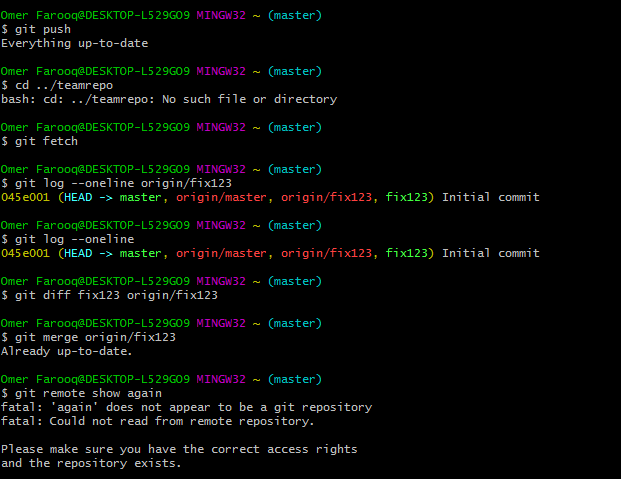 Omer Farooq@DESKTOP-L529GO9 MINGW32 ~ (master)
$ git push
Everything up-to-date
Omer Farooq@DESKTOP-L529GO9 MINGW32 ~ (master)
$ cd ../teamrepo
bash: cd: ../teamrepo: No such file or directory
Omer Farooq@DESKTOP-L529GO9 MINGW32 ~ (master)
$ git fetch
Omer Farooq@DESKTOP-L529GO9 MINGW32 ~ (master)
$ git log --oneline origin/fix123
045e001 (HEAD -> master, origin/master, origin/fix123, fix123) Initial commit
Omer Farooq@DESKTOP-L529GO9 MINGW32 ~ (master)
$ git log --oneline
045e001 (HEAD -> master, origin/master, origin/fix123, fix123) Initial commit
Omer Farooq@DESKTOP-L529GO9 MINGW32 ~ (master)
$ git diff fix123 origin/fix123
Omer Farooq@DESKTOP-L529GO9 MINGW32 ~ (master)
$ git merge origin/fix123
Already up-to-date.
Omer Farooq@DESKTOP-L529GO9 MINGW32 ~ (master)
$ git remote show again
fatal: 'again' does not appear to be a git repository
fatal: Could not read from remote repository.
Please make sure you have the correct access rights
and the repository exists.